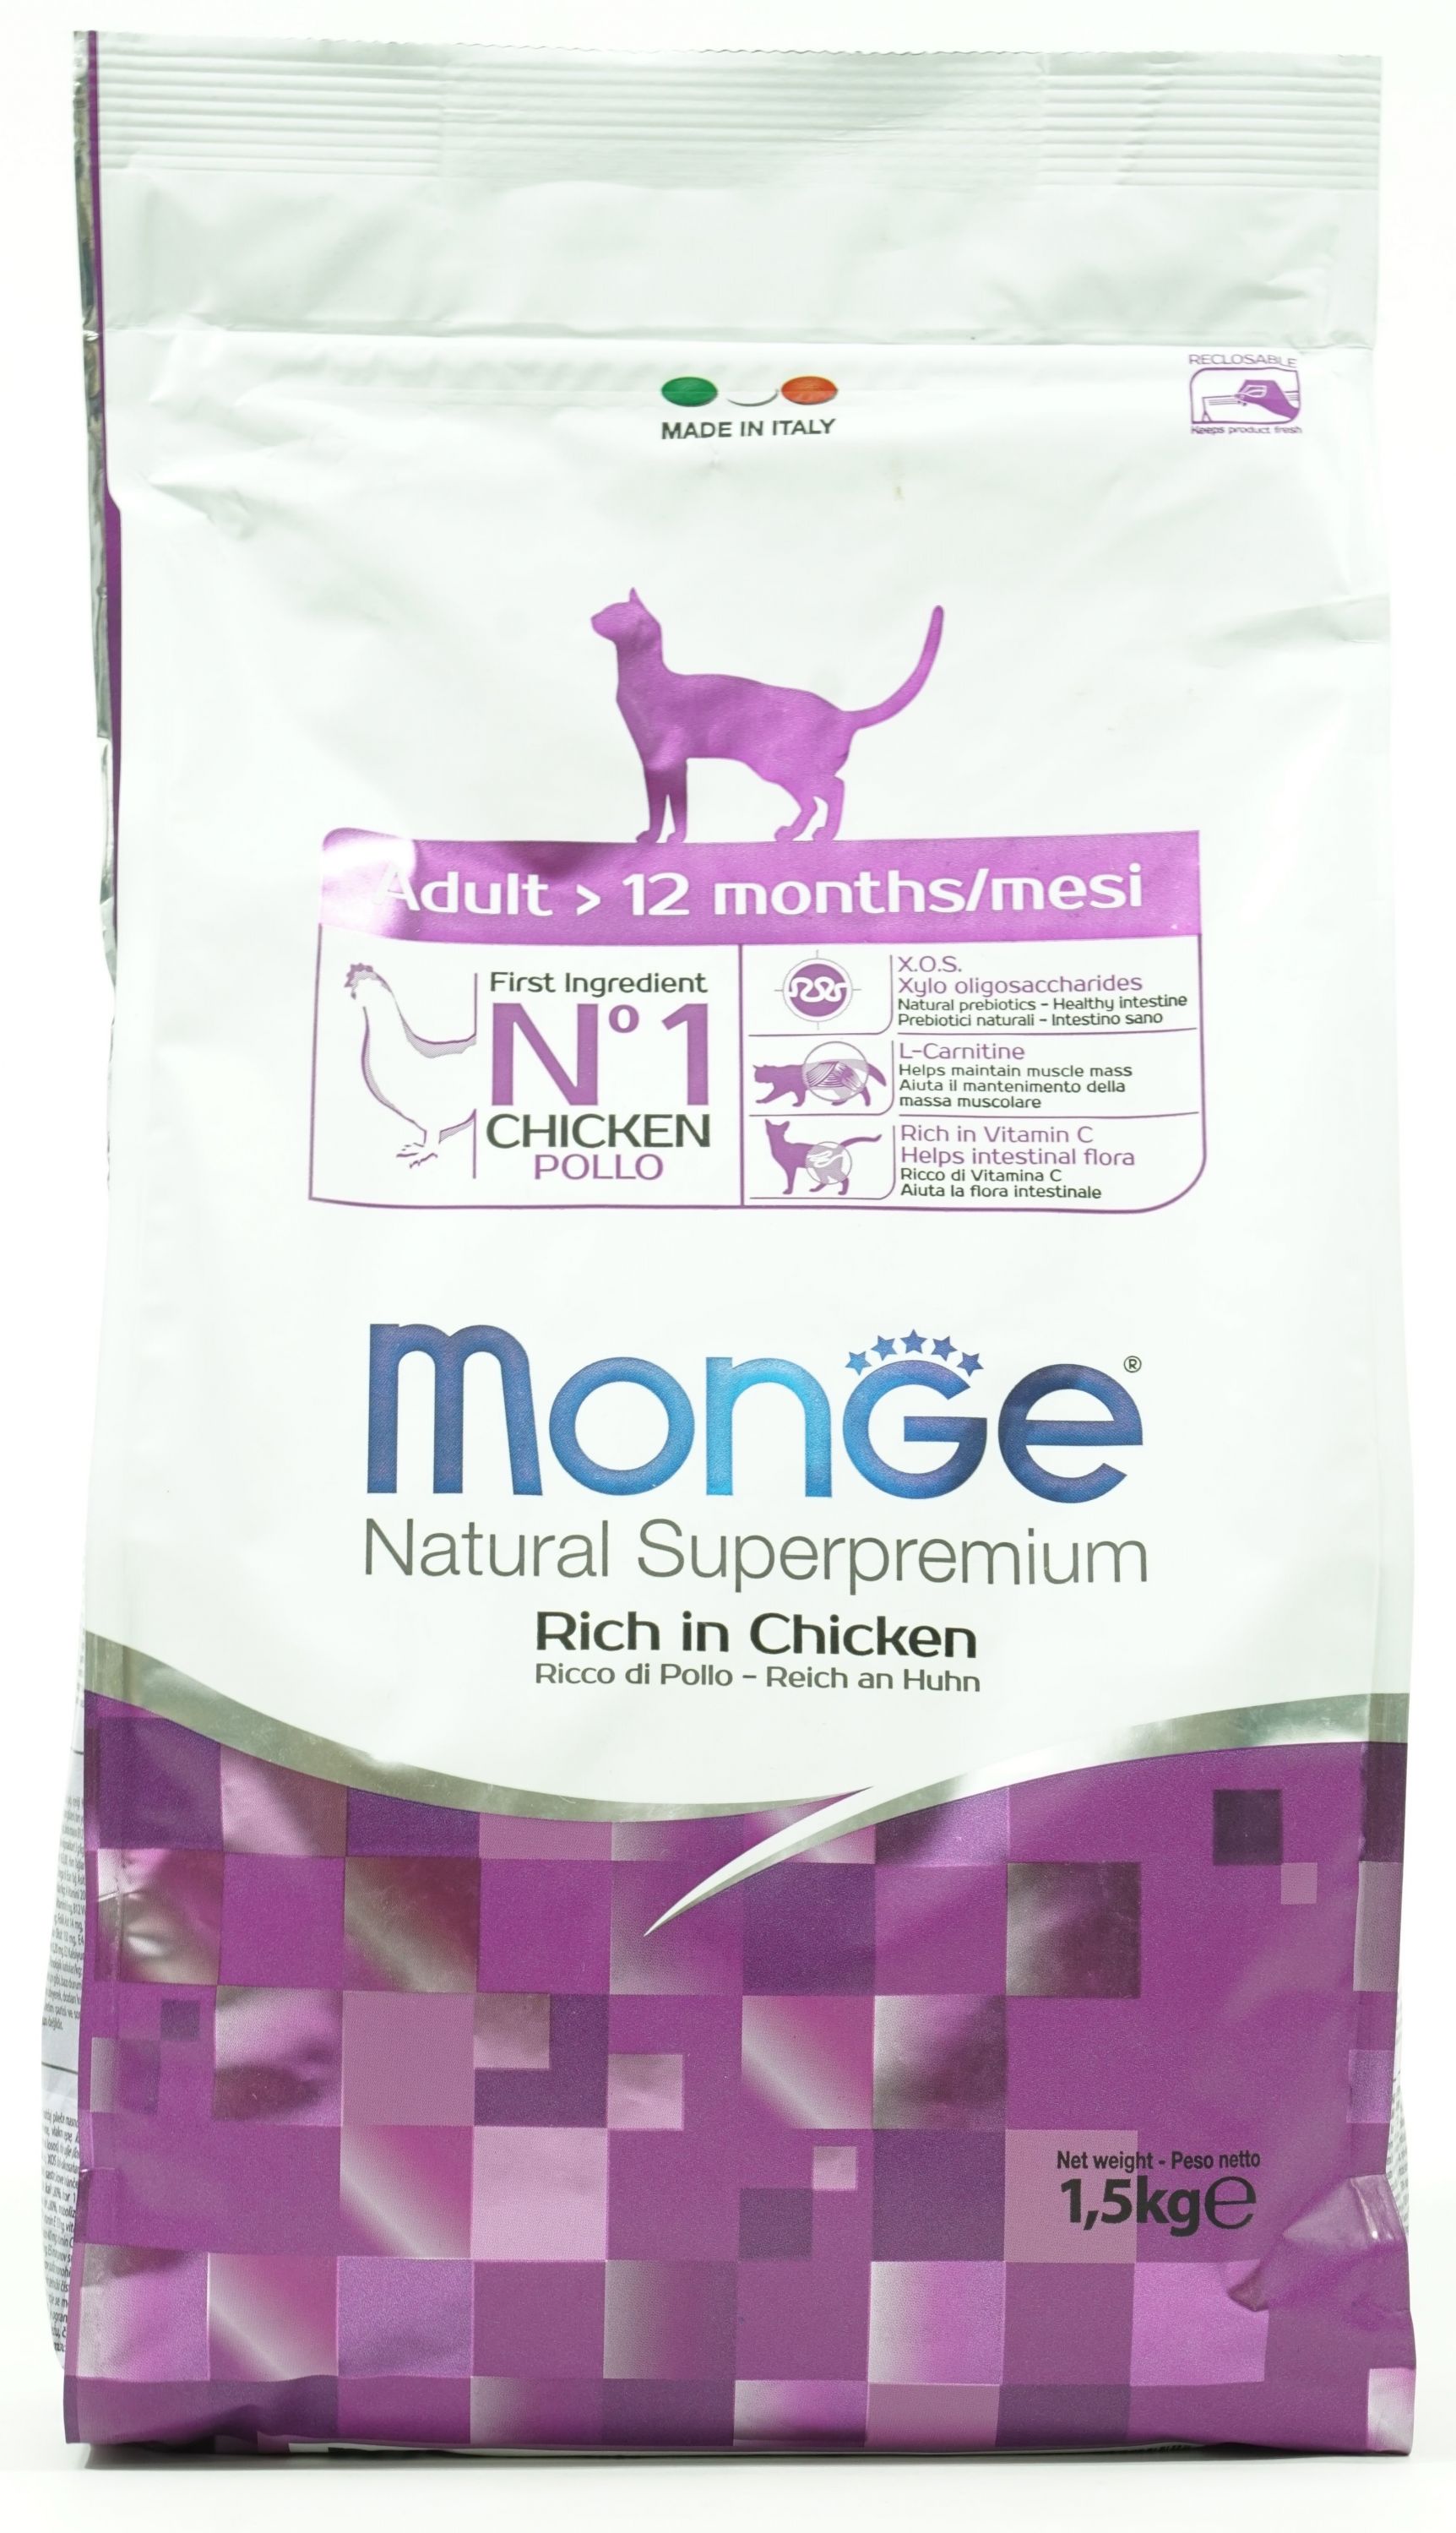 RECLOSABLE
Keeps product fresh
MADE IN ITALY
Adult > 12 months/mesi
First Ingredient
Nº1
CHICKEN
POLLO
X.O.S.
Xylo oligosaccharides
Natural prebiotics - Healthy intestine
Prebiotici naturali - Intestino sano
L-Carnitine
Helps maintain muscle mass
Aiuta il mantenimento della
massa muscolare
Rich in Vitamin C
Helps intestinal flora
Ricco di Vitamina C
Aiuta la flora intestinale
monGe®
Natural Superpremium
Rich in Chicken
Ricco di Pollo - Reich an Huhn
Net weight - Peso netto
1,5kg℮